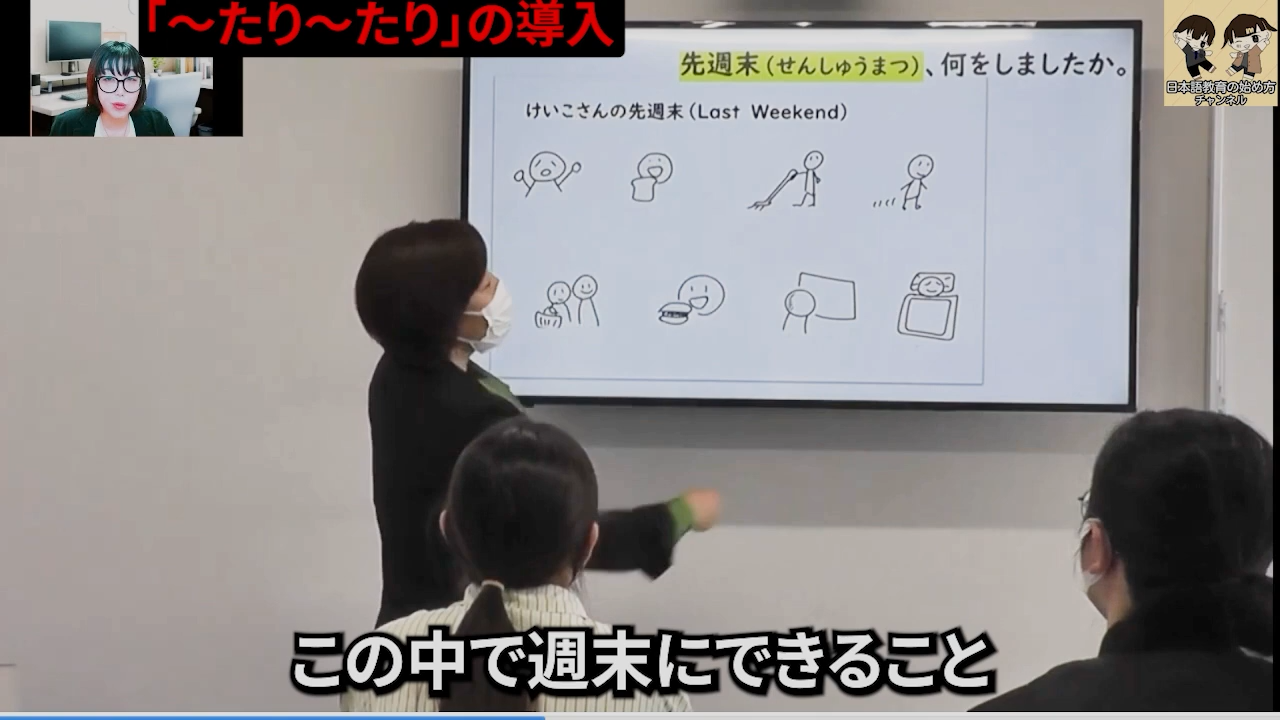 「〜たり〜たり」の導入
先週末(せんしゅうまつ)、何をしましたか。
けいこさんの先週末(Last Weekend)
日本語教育の始め方
チャンネル
この中で週末にできること